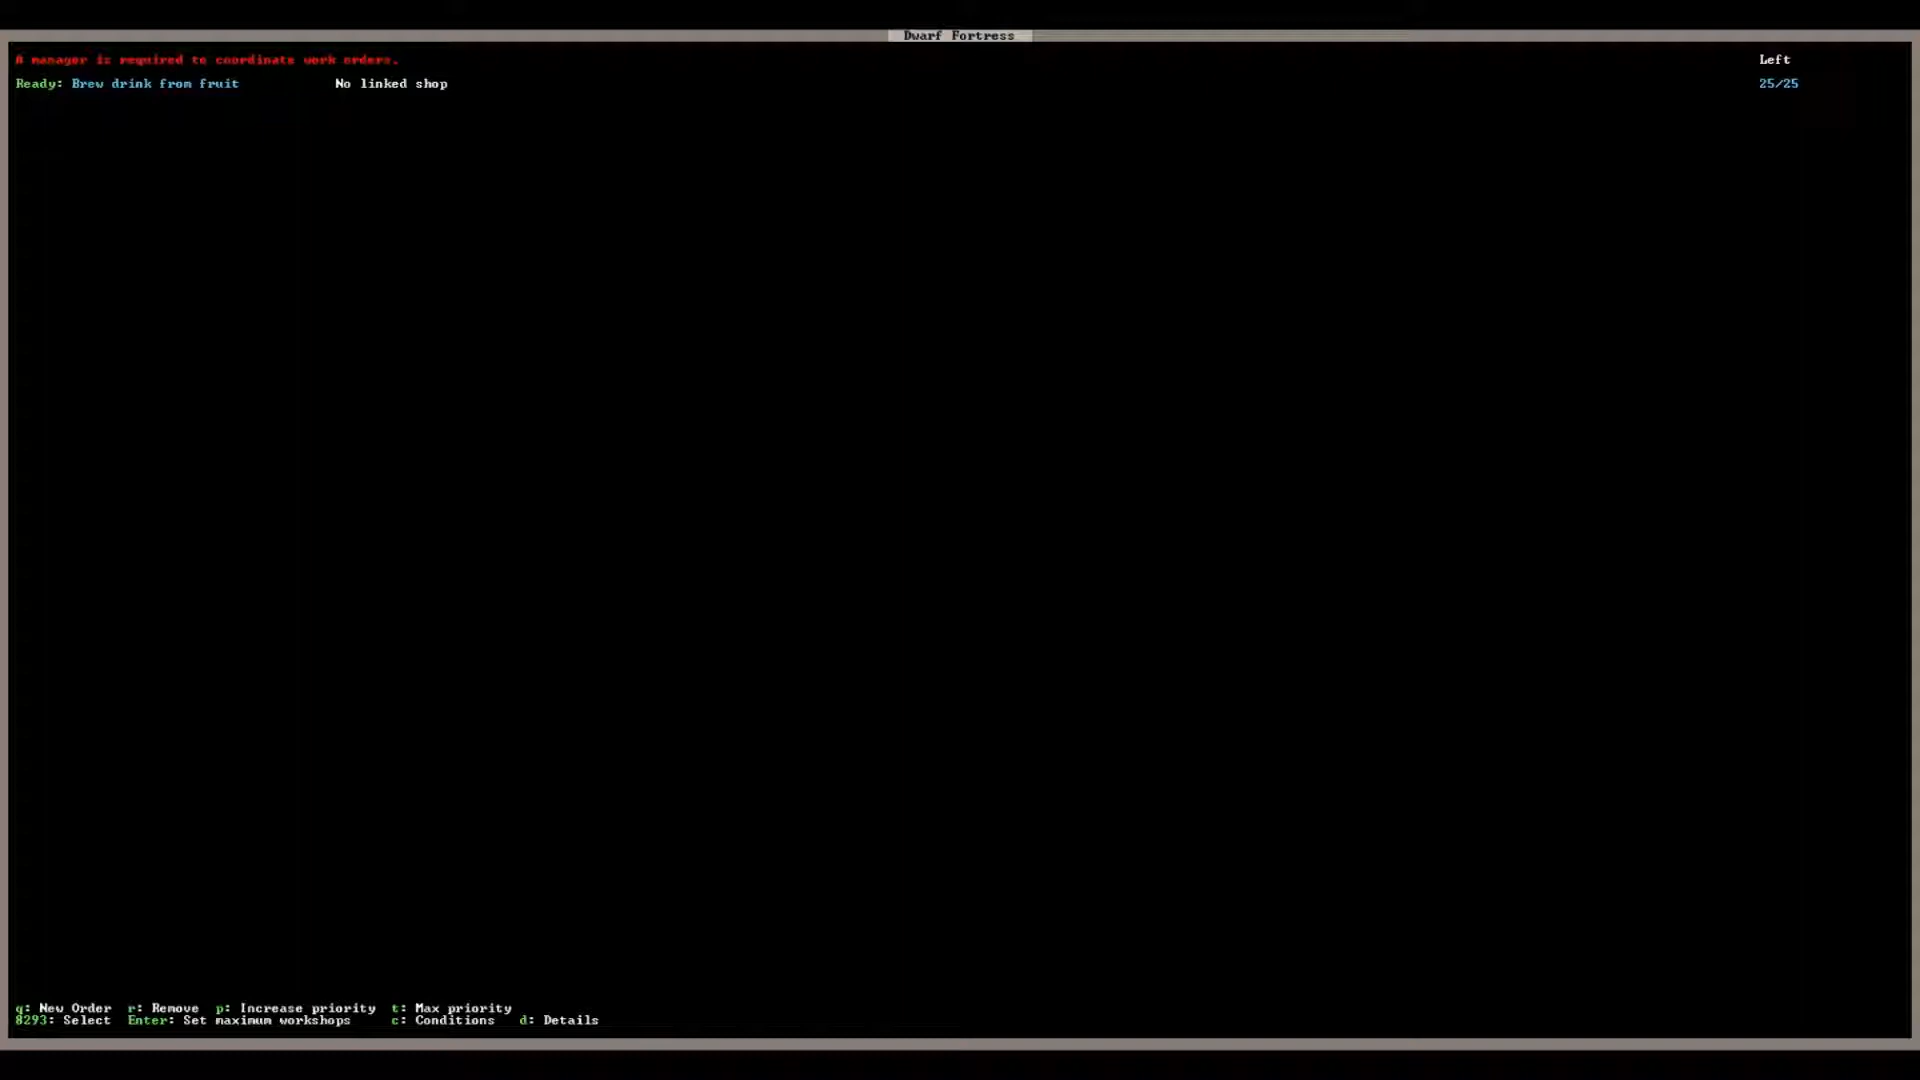 Dwarf Fortress
A manager is required to coordinate work orders. Left
Ready: Brew drink from fruit No linked shop 25/25
q: New Order r: Remove p: Increase priority t: Max priority
8293: Select Enter: Set maximum workshops c: Conditions d: Details